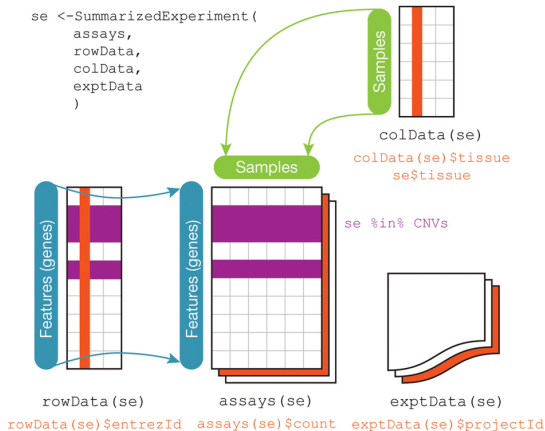 se <-SummarizedExperiment(
assays,
rowData,
colData,
exptData
)
Samples
colData(se)
colData(se)$tissue
se$tissue
Samples
Features (genes)
Features (genes)
se %in% CNVs
rowData(se)
assays(se)
exptData(se)
rowData(se)$entrezId
assays(se)$count
exptData(se)$projectId